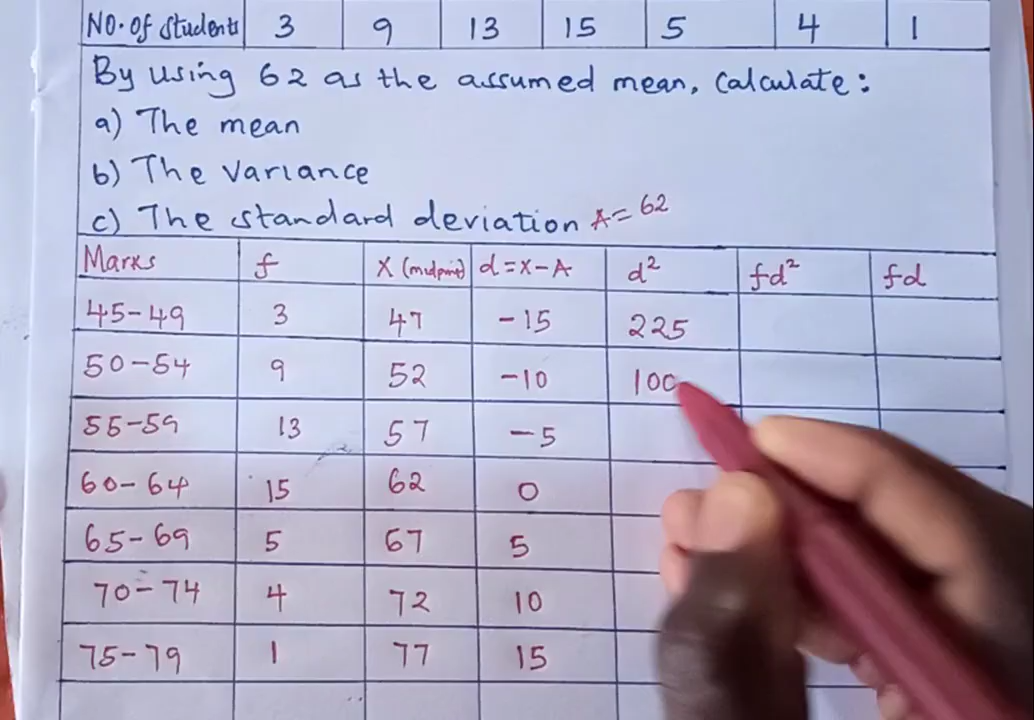 NO. Of Students 3 9 13 15 5 4 1
By using 62 as the assumed mean, Calculate:
a) The mean
b) The Variance
c) The standard deviation A = 62
Marks f X (midpoint) d = X - A d² fd² fd
45-49 3 47 -15 225
50-54 9 52 -10 100
55-59 13 57 -5
60-64 15 62 0
65-69 5 67 5
70-74 4 72 10
75-79 1 77 15